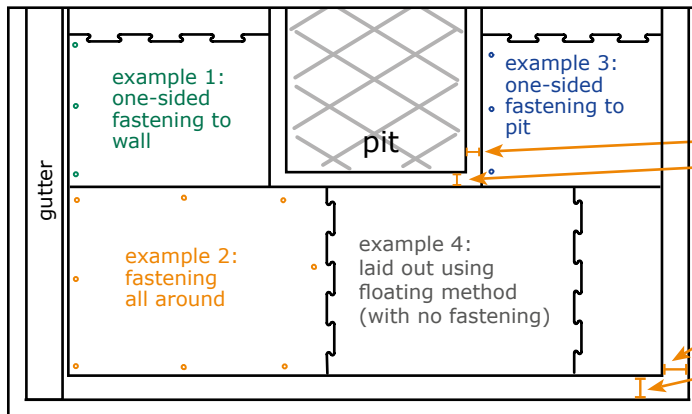 example 1:
one-sided
fastening to
wall
pit
example 3:
one-sided
fastening to
pit
gutter
example 2:
fastening
all around
example 4:
laid out using
floating method
(with no fastening)